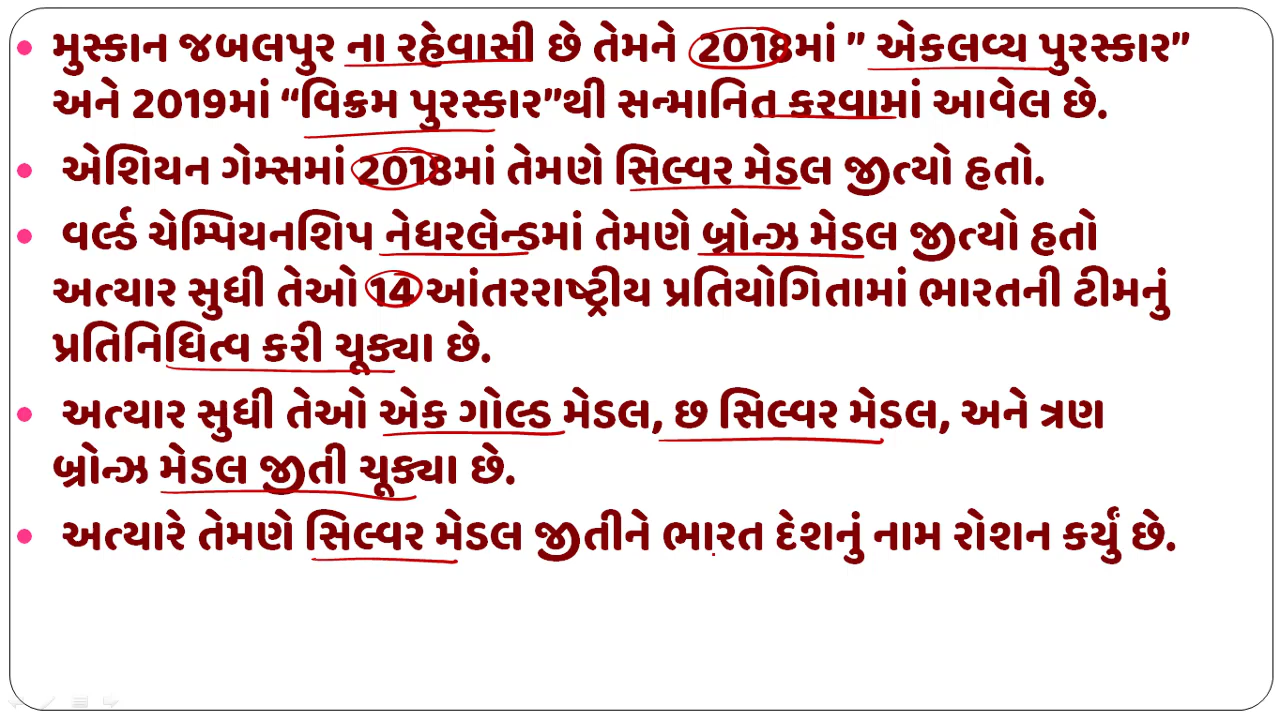 • મુસ્કાન જબલપુર ના રહેવાસી છે તેમને 2018માં ” એકલવ્ય પુરસ્કાર”
અને 2019માં “વિક્રમ પુરસ્કાર”થી સન્માનિત કરવામાં આવેલ છે.
• એશિયન ગેમ્સમાં 2018માં તેમણે સિલ્વર મેડલ જીત્યો હતો.
• વર્લ્ડ ચેમ્પિયનશિપ નેધરલેન્ડમાં તેમણે બ્રોન્ઝ મેડલ જીત્યો હતો
અત્યાર સુધી તેઓ 14 આંતરરાષ્ટ્રીય પ્રતિયોગિતામાં ભારતની ટીમનું
પ્રતિનિધિત્વ કરી ચૂક્યા છે.
• અત્યાર સુધી તેઓ એક ગોલ્ડ મેડલ, છ સિલ્વર મેડલ, અને ત્રણ
બ્રોન્ઝ મેડલ જીતી ચૂક્યા છે.
• અત્યારે તેમણે સિલ્વર મેડલ જીતીને ભારત દેશનું નામ રોશન કર્યું છે.